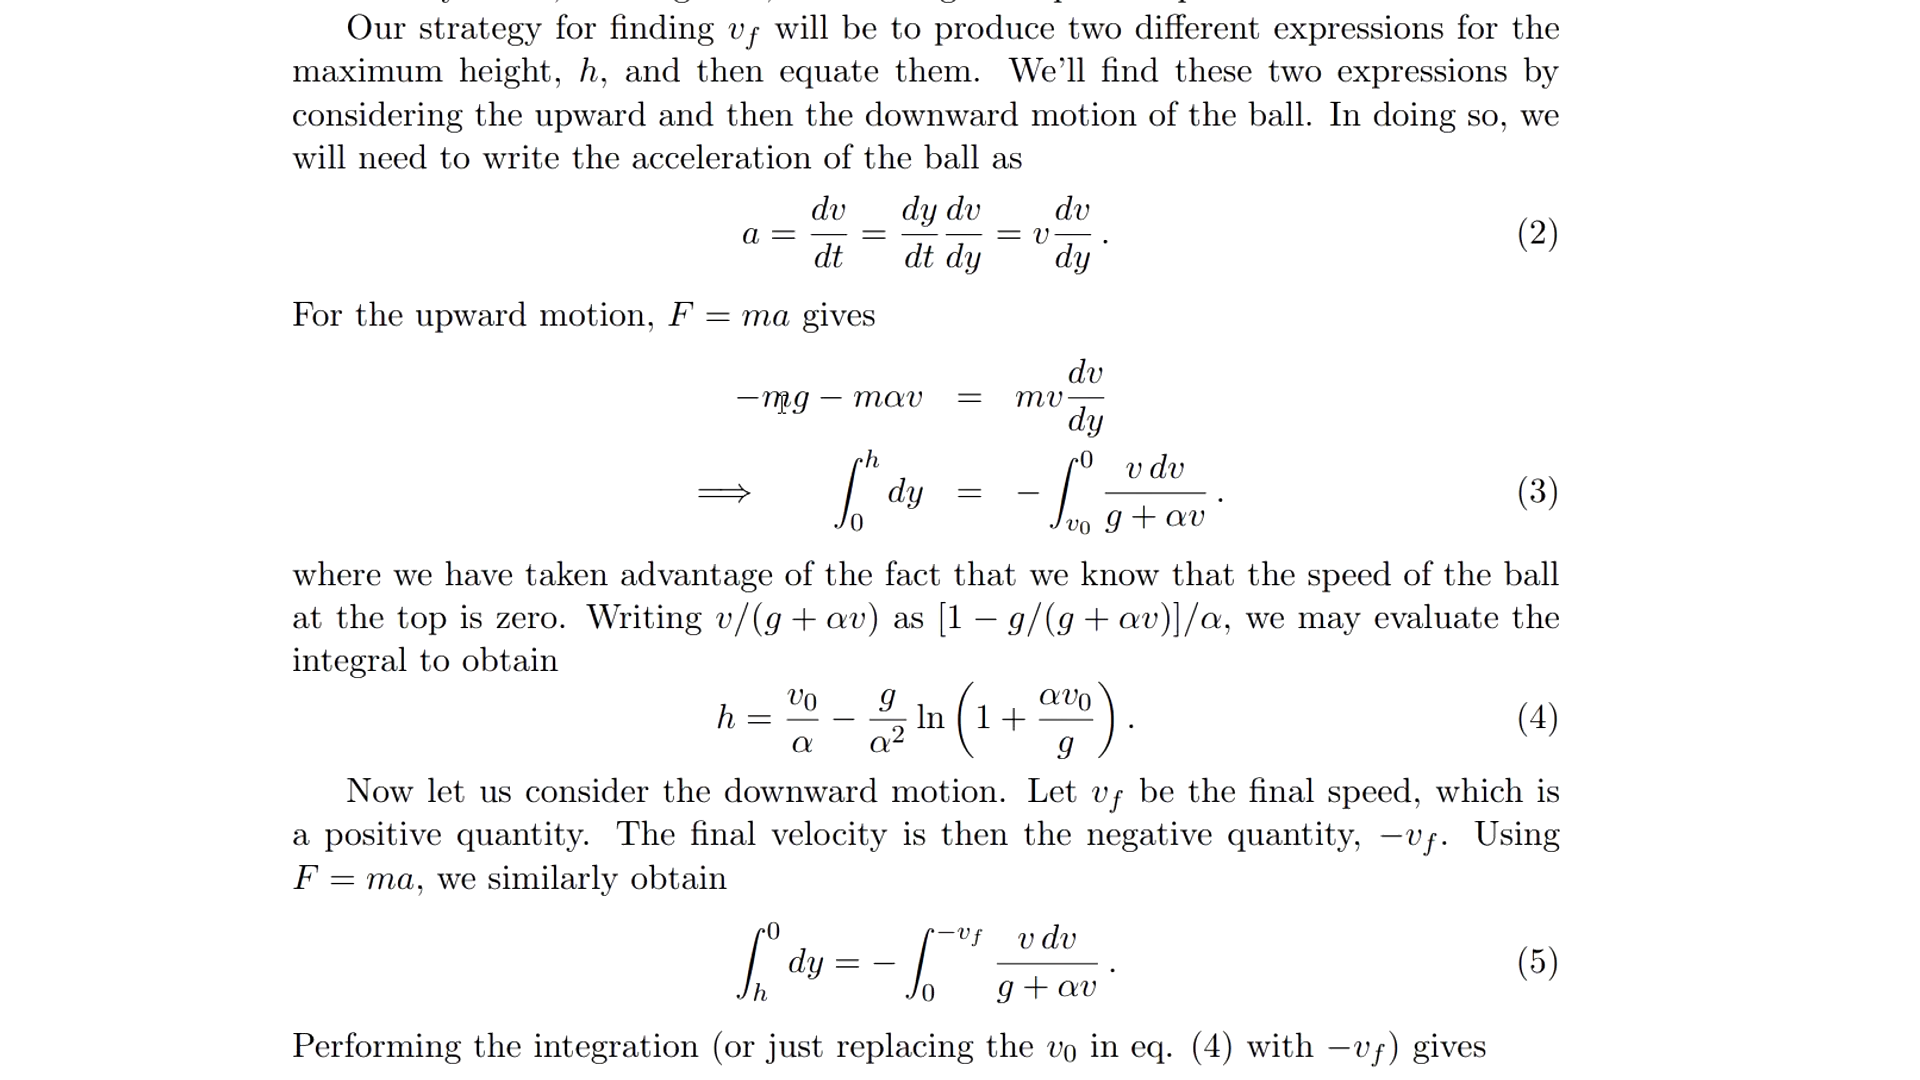 Our strategy for finding v_f will be to produce two different expressions for the
maximum height, h, and then equate them. We'll find these two expressions by
considering the upward and then the downward motion of the ball. In doing so, we
will need to write the acceleration of the ball as
a = dv/dt = dy/dt dv/dy = v dv/dy . (2)
For the upward motion, F = ma gives
−mg − mαv = mv dv/dy
⟹ ∫_0^h dy = − ∫_{v_0}^0 v dv/(g + αv) . (3)
where we have taken advantage of the fact that we know that the speed of the ball
at the top is zero. Writing v/(g + αv) as [1 − g/(g + αv)]/α, we may evaluate the
integral to obtain
h = v_0/α − g/α² ln(1 + αv_0/g) . (4)
Now let us consider the downward motion. Let v_f be the final speed, which is
a positive quantity. The final velocity is then the negative quantity, −v_f. Using
F = ma, we similarly obtain
∫_h^0 dy = − ∫_0^{−v_f} v dv/(g + αv) . (5)
Performing the integration (or just replacing the v_0 in eq. (4) with −v_f) gives